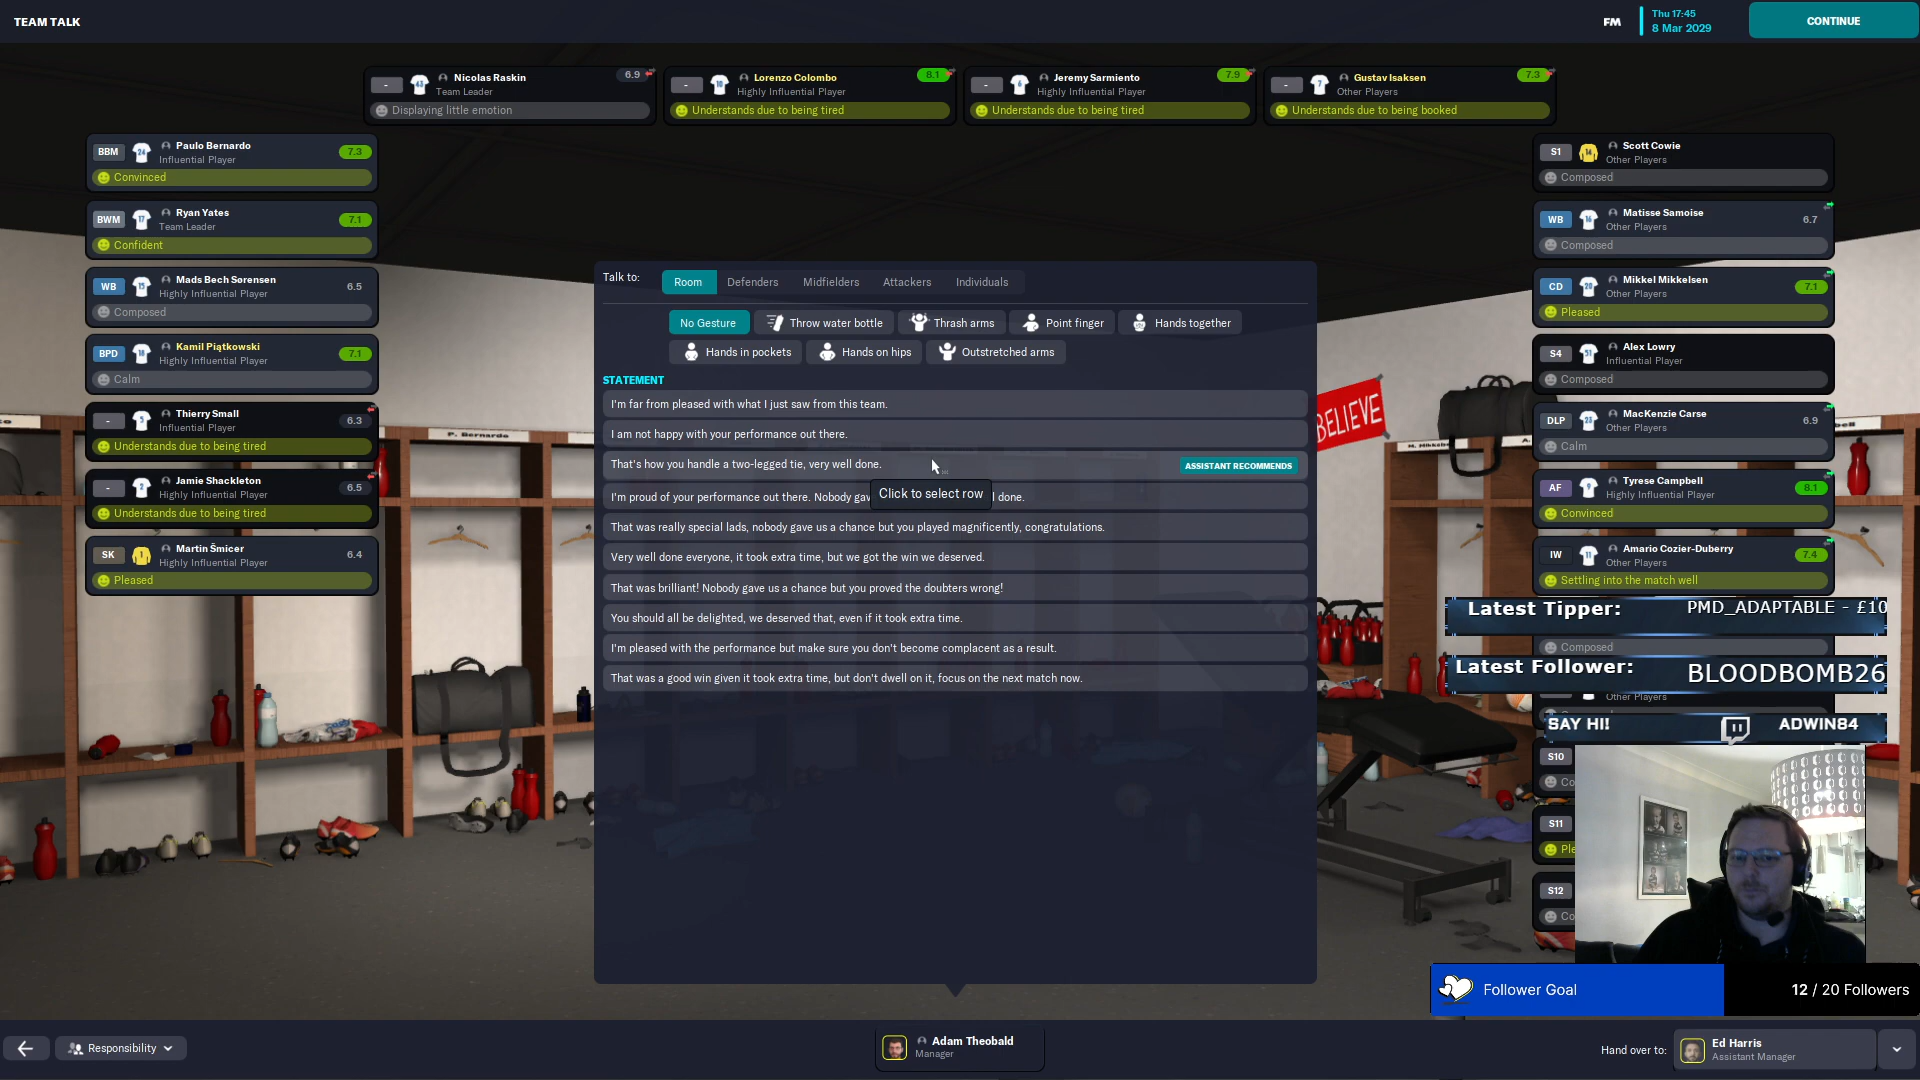 TEAM TALK
FM
Thu 17:45
8 Mar 2029
CONTINUE
- Nicolas Raskin 6.9
Team Leader
Displaying little emotion
- Lorenzo Colombo 8.1
Highly Influential Player
Understands due to being tired
- Jeremy Sarmiento 7.9
Highly Influential Player
Understands due to being tired
- Gustav Isaksen 7.3
Other Players
Understands due to being booked
BBM Paulo Bernardo 7.3
Influential Player
Convinced
BWM Ryan Yates 7.1
Team Leader
Confident
WB Mads Bech Sørensen 6.5
Highly Influential Player
Composed
BPD Kamil Piątkowski 7.1
Highly Influential Player
Calm
- Thierry Small 6.3
Influential Player
Understands due to being tired
- Jamie Shackleton 6.5
Highly Influential Player
Understands due to being tired
SK Martin Šmicer 6.4
Highly Influential Player
Pleased
P. Bernardo
Talk to: Room Defenders Midfielders Attackers Individuals
No Gesture Throw water bottle Thrash arms Point finger Hands together
Hands in pockets Hands on hips Outstretched arms
STATEMENT
I'm far from pleased with what I just saw from this team.
I am not happy with your performance out there.
That's how you handle a two-legged tie, very well done. ASSISTANT RECOMMENDS
Click to select row
I'm proud of your performance out there. Nobody gav done.
That was really special lads, nobody gave us a chance but you played magnificently, congratulations.
Very well done everyone, it took extra time, but we got the win we deserved.
That was brilliant! Nobody gave us a chance but you proved the doubters wrong!
You should all be delighted, we deserved that, even if it took extra time.
I'm pleased with the performance but make sure you don't become complacent as a result.
That was a good win given it took extra time, but don't dwell on it, focus on the next match now.
BELIEVE
S1 Scott Cowie
Other Players
Composed
WB Matisse Samoise 6.7
Other Players
Composed
CD Mikkel Mikkelsen 7.1
Other Players
Pleased
S4 Alex Lowry
Influential Player
Composed
DLP MacKenzie Carse 6.9
Other Players
Calm
AF Tyrese Campbell 8.1
Highly Influential Player
Convinced
IW Amario Cozier-Duberry 7.4
Other Players
Settling into the match well
Latest Tipper: PMD_ADAPTABLE - £10
Composed
Latest Follower: BLOODBOMB26
Other Players
SAY HI! ADWIN84
S10
Co
S11
Ple
S12
Co
Follower Goal 12 / 20 Followers
Responsibility
Adam Theobald
Manager
Hand over to: Ed Harris
Assistant Manager